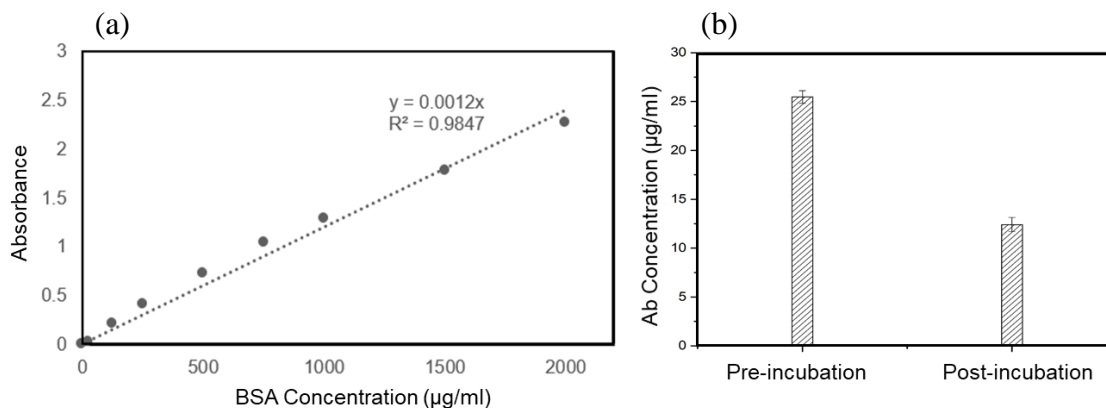 (a)
Absorbance
3
2.5
2
1.5
1
0.5
0
y = 0.0012x
R² = 0.9847
0 500 1000 1500 2000
BSA Concentration (µg/ml)
(b)
Ab Concentration (µg/ml)
30
25
20
15
10
5
0
Pre-incubation Post-incubation